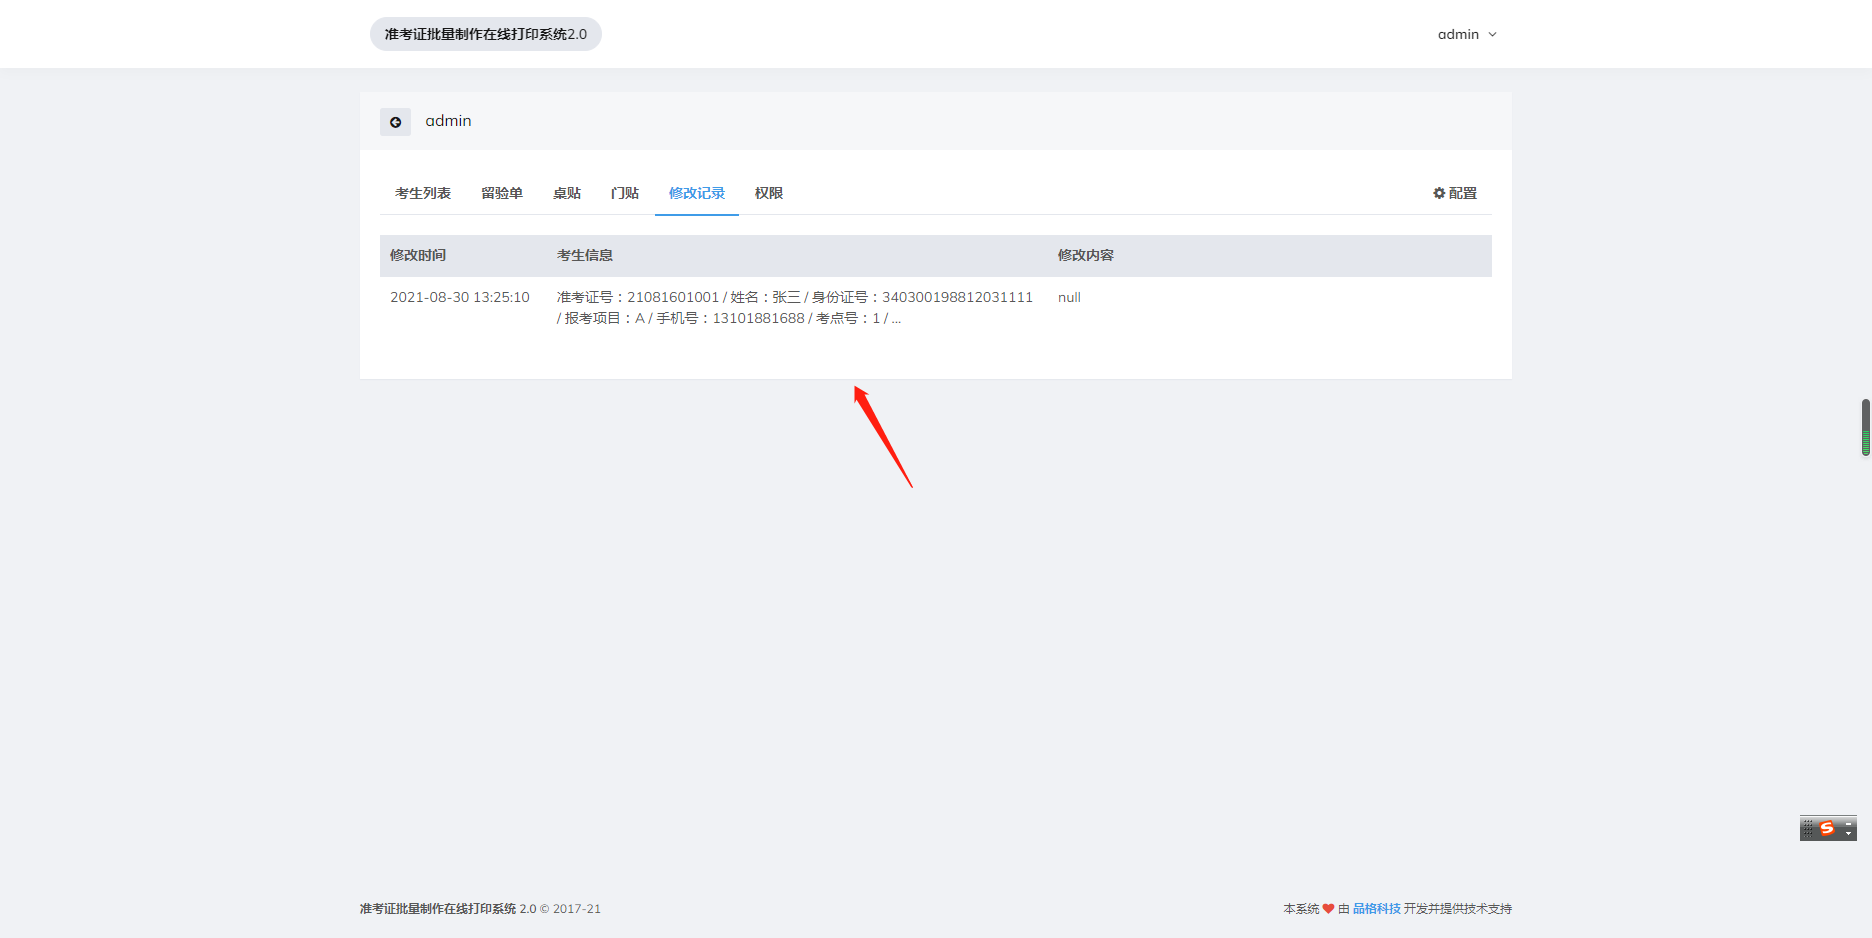 准考证批量制作在线打印系统2.0
admin
admin
考生列表 留验单 桌贴 门贴 修改记录 权限 配置
修改时间 考生信息 修改内容
2021-08-30 13:25:10 准考证号：21081601001 / 姓名：张三 / 身份证号：340300198812031111 null
/ 报考项目：A / 手机号：13101881688 / 考点号：1 / ...
准考证批量制作在线打印系统 2.0 © 2017-21 本系统 ❤ 由 品格科技 开发并提供技术支持